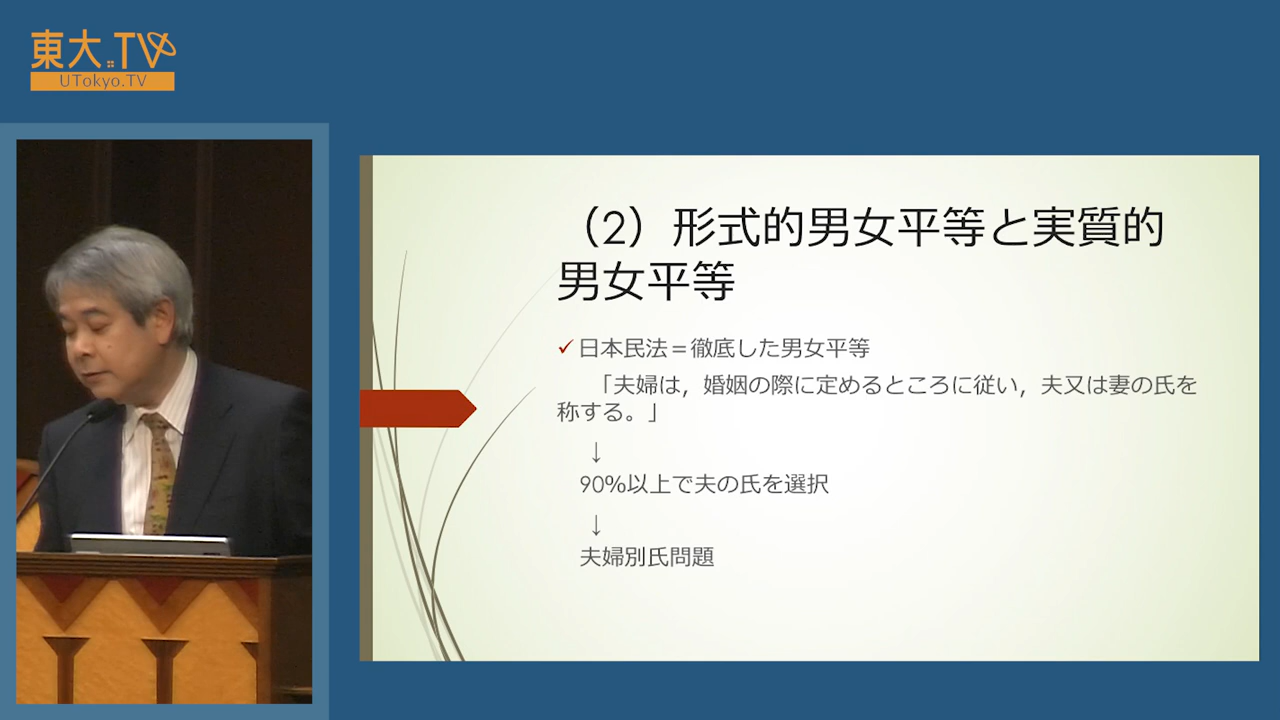 東大.TV
UTokyo.TV
（2）形式的男女平等と実質的
男女平等
日本民法＝徹底した男女平等
「夫婦は，婚姻の際に定めるところに従い，夫又は妻の氏を
称する。」
↓
90%以上で夫の氏を選択
↓
夫婦別氏問題